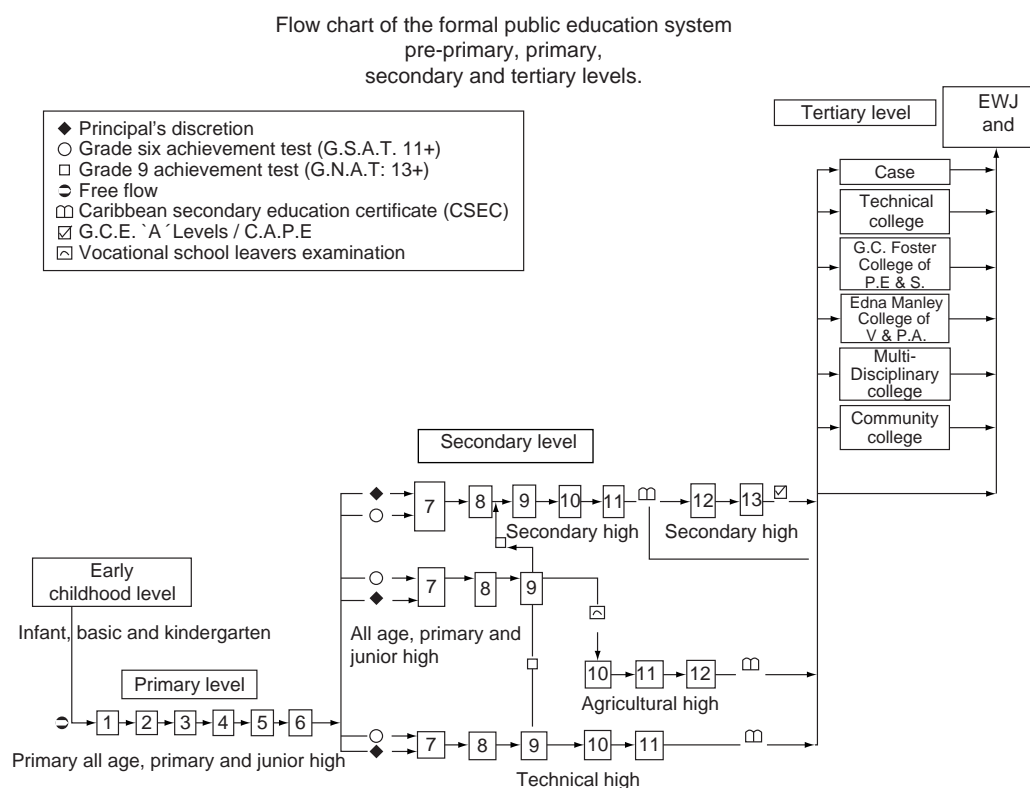 Flow chart of the formal public education system
pre-primary, primary,
secondary and tertiary levels.
Tertiary level
EWJ
and
Principal's discretion
Grade six achievement test (G.S.A.T. 11+)
Grade 9 achievement test (G.N.A.T: 13+)
Free flow
Caribbean secondary education certificate (CSEC)
G.C.E. `A ´ Levels / C.A.P.E
Vocational school leavers examination
Case
Technical
college
G.C. Foster
College of
P.E & S.
Edna Manley
College of
V & P.A.
Multi-
Disciplinary
college
Community
college
Secondary level
7 8 9 10 11 12 13
Secondary high Secondary high
Early
childhood level
Infant, basic and kindergarten
7 8 9
All age, primary and
junior high
10 11 12
Agricultural high
Primary level
1 2 3 4 5 6
Primary all age, primary and junior high
7 8 9 10 11
Technical high